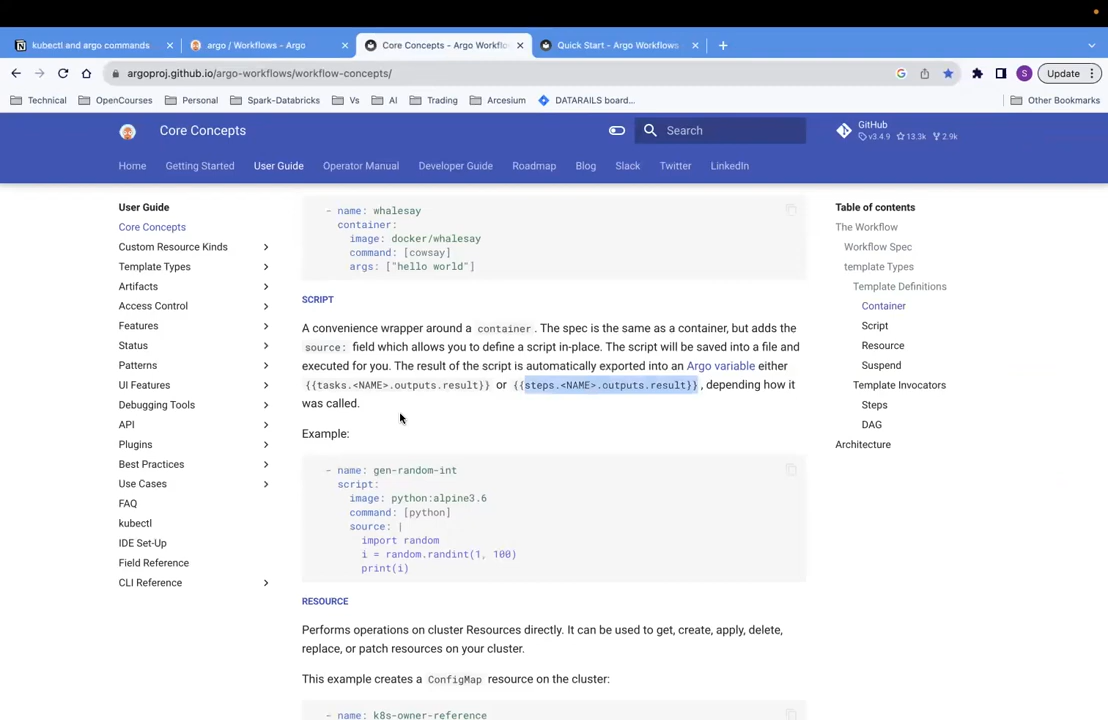 kubectl and argo commands
argo / Workflows - Argo
Core Concepts - Argo Workflo
Quick Start - Argo Workflows
argoproj.github.io/argo-workflows/workflow-concepts/
Update
Technical
OpenCourses
Personal
Spark-Databricks
Vs
AI
Trading
Arcesium
DATARAILS board...
Other Bookmarks
Core Concepts
Search
GitHub
v3.4.9 13.3k 2.9k
Home
Getting Started
User Guide
Operator Manual
Developer Guide
Roadmap
Blog
Slack
Twitter
LinkedIn
User Guide
Core Concepts
Custom Resource Kinds
Template Types
Artifacts
Access Control
Features
Status
Patterns
UI Features
Debugging Tools
API
Plugins
Best Practices
Use Cases
FAQ
kubectl
IDE Set-Up
Field Reference
CLI Reference
- name: whalesay
container:
image: docker/whalesay
command: [cowsay]
args: ["hello world"]
SCRIPT
A convenience wrapper around a container. The spec is the same as a container, but adds the
source: field which allows you to define a script in-place. The script will be saved into a file and
executed for you. The result of the script is automatically exported into an Argo variable either
{{tasks.<NAME>.outputs.result}} or {{steps.<NAME>.outputs.result}}, depending how it
was called.
Example:
- name: gen-random-int
script:
image: python:alpine3.6
command: [python]
source: |
import random
i = random.randint(1, 100)
print(i)
RESOURCE
Performs operations on cluster Resources directly. It can be used to get, create, apply, delete,
replace, or patch resources on your cluster.
This example creates a ConfigMap resource on the cluster:
- name: k8s-owner-reference
Table of contents
The Workflow
Workflow Spec
template Types
Template Definitions
Container
Script
Resource
Suspend
Template Invocators
Steps
DAG
Architecture
S